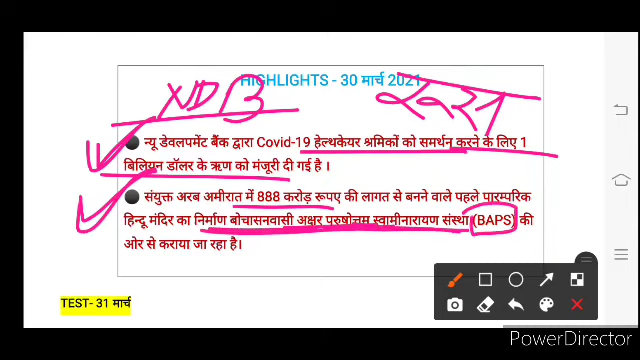 HIGHLIGHTS - 30 मार्च 2021
NDB
न्यू डेवलपमेंट बैंक द्वारा Covid-19 हेल्थकेयर श्रमिकों को समर्थन करने के लिए 1
बिलियन डॉलर के ऋण को मंजूरी दी गई है ।
संयुक्त अरब अमीरात में 888 करोड़ रूपए की लागत से बनने वाले पहले पारम्परिक
हिन्दू मंदिर का निर्माण बोचासनवासी अक्षर पुरुषोत्तम स्वामीनारायण संस्था (BAPS) की
ओर से कराया जा रहा है।
TEST- 31 मार्च
PowerDirector